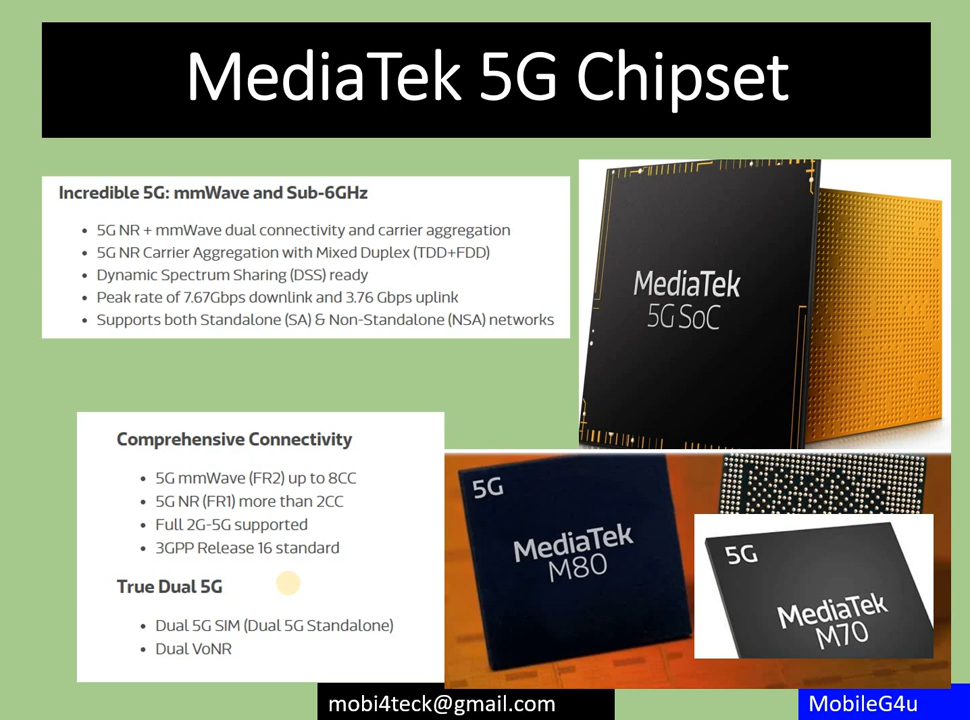 MediaTek 5G Chipset
Incredible 5G: mmWave and Sub-6GHz
• 5G NR + mmWave dual connectivity and carrier aggregation
• 5G NR Carrier Aggregation with Mixed Duplex (TDD+FDD)
• Dynamic Spectrum Sharing (DSS) ready
• Peak rate of 7.67Gbps downlink and 3.76 Gbps uplink
• Supports both Standalone (SA) & Non-Standalone (NSA) networks
MediaTek
5G SoC
Comprehensive Connectivity
• 5G mmWave (FR2) up to 8CC
• 5G NR (FR1) more than 2CC
• Full 2G-5G supported
• 3GPP Release 16 standard
True Dual 5G
• Dual 5G SIM (Dual 5G Standalone)
• Dual VoNR
5G
MediaTek
M80
5G
MediaTek
M70
mobi4teck@gmail.com
MobileG4u